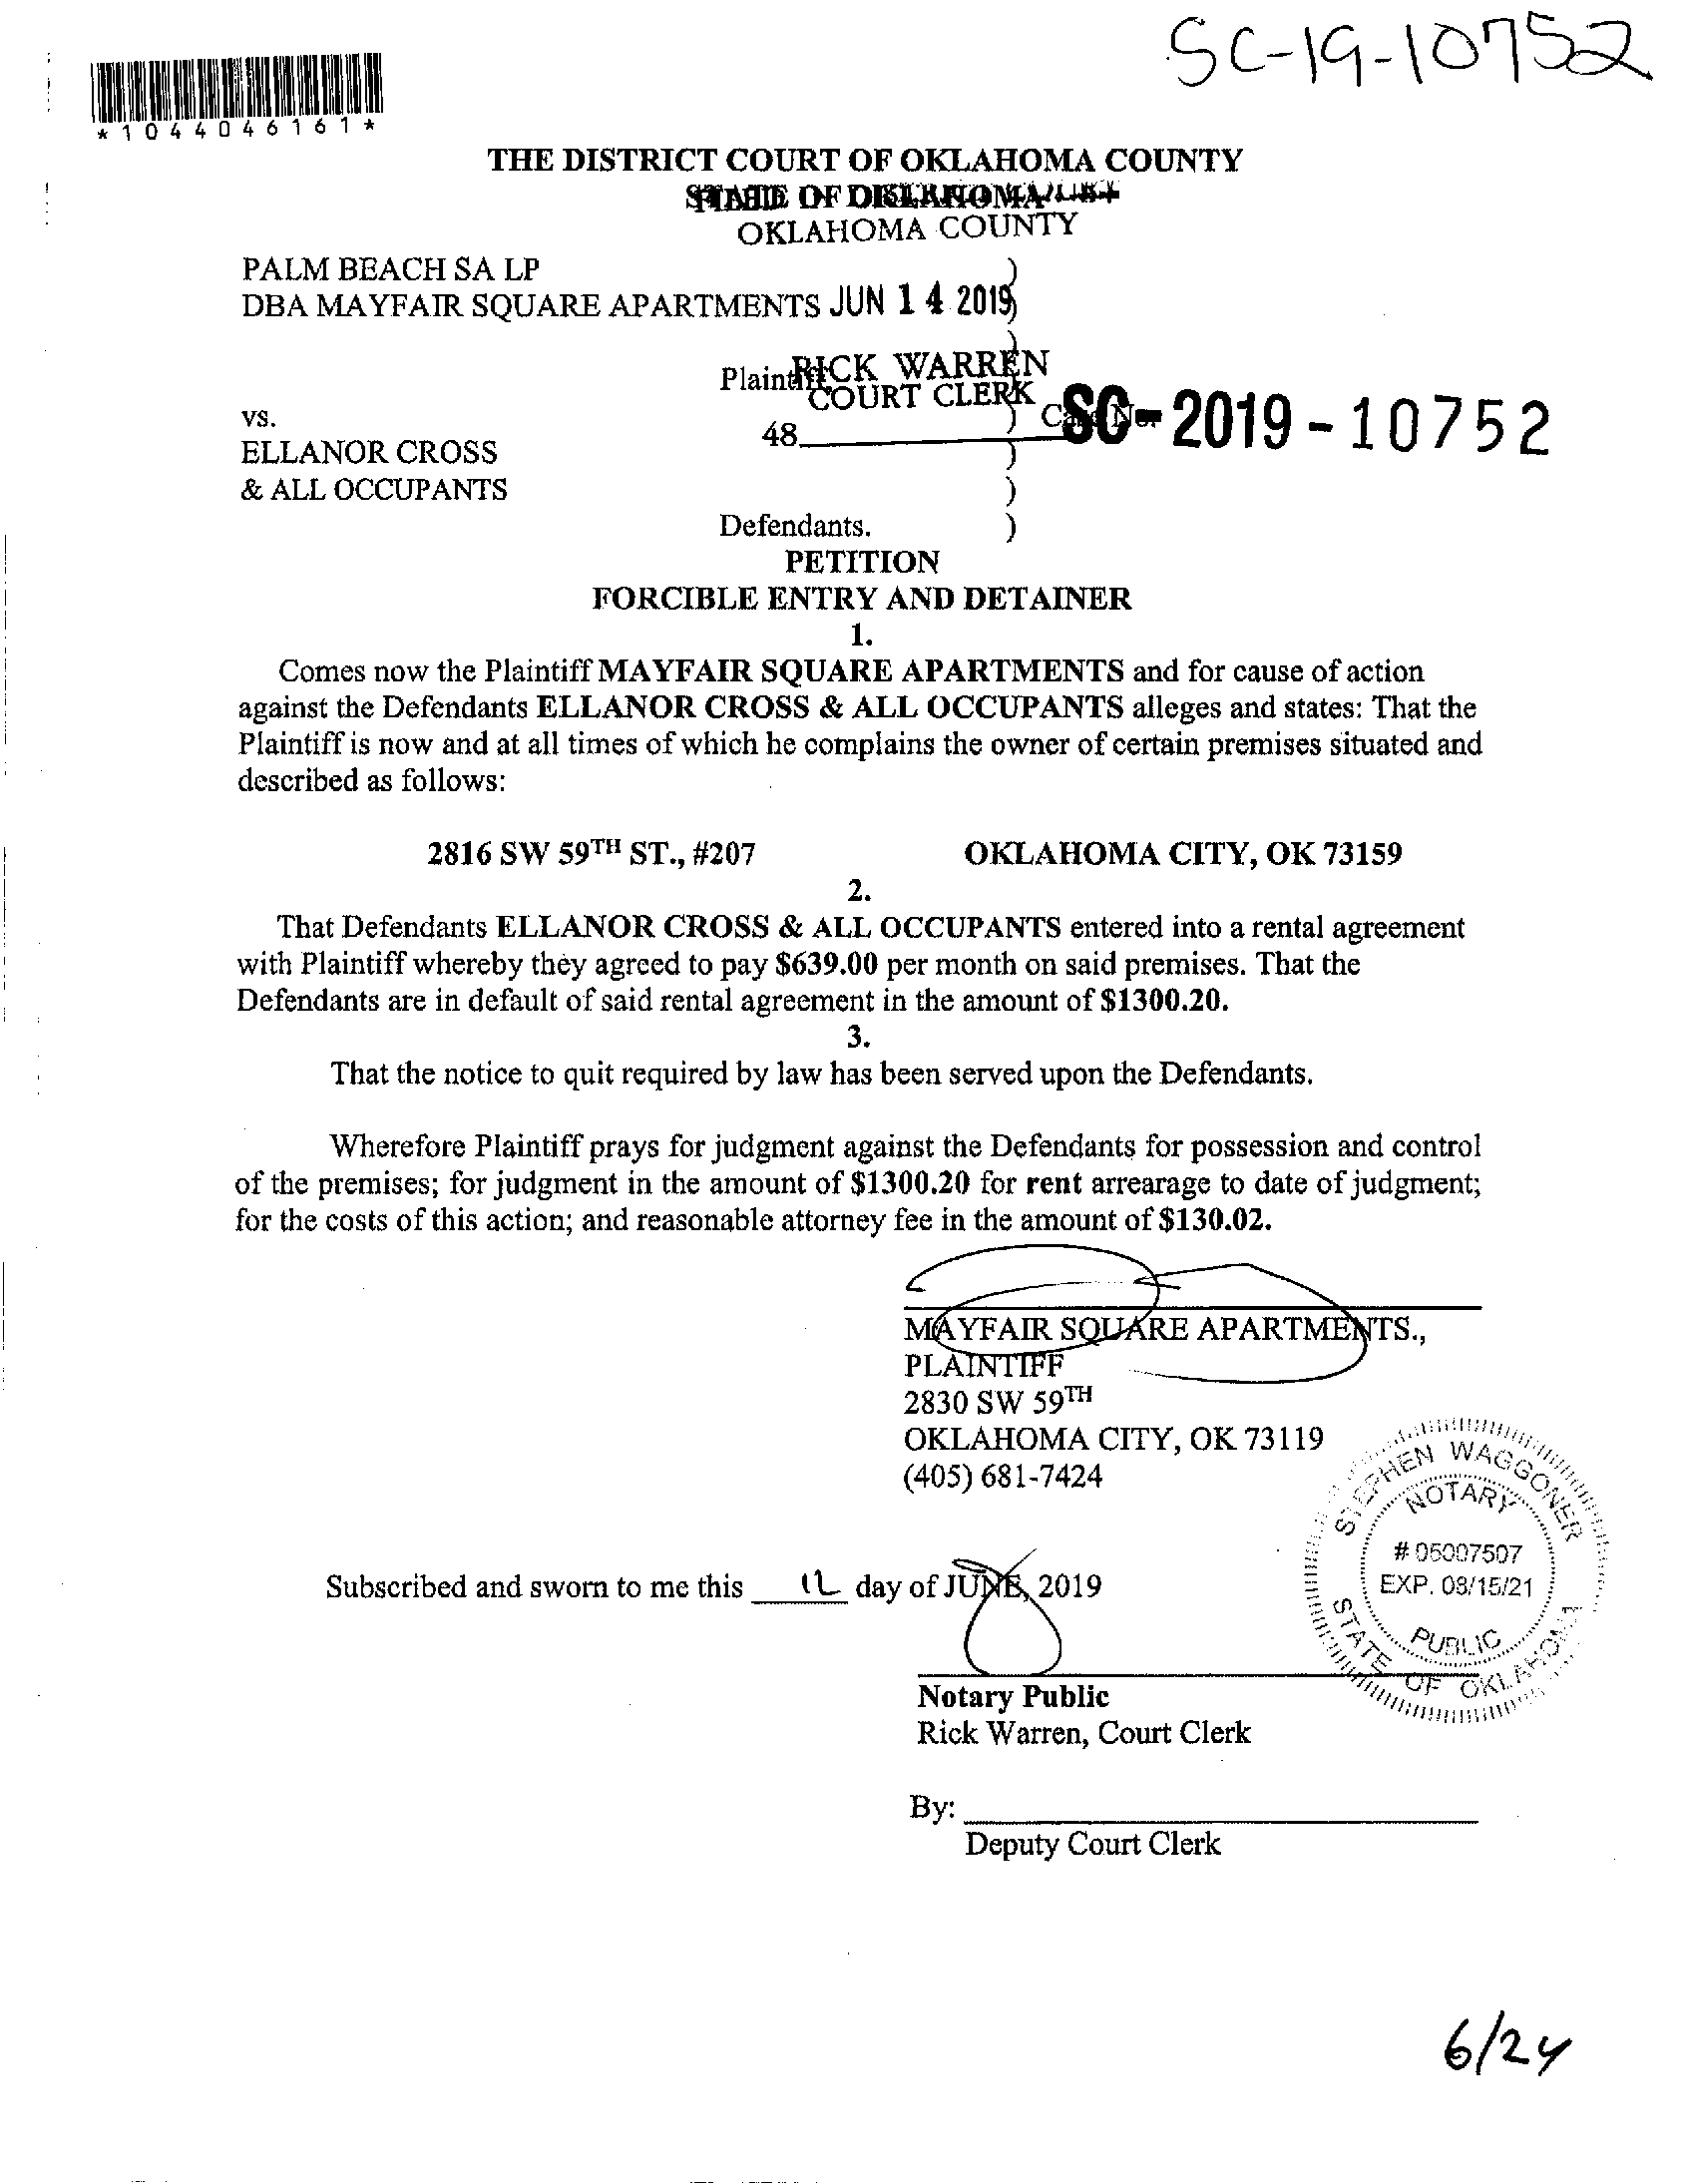 SC-19-10752
*1044046161*
THE DISTRICT COURT OF OKLAHOMA COUNTY
STATE OF OKLAHOMA
OKLAHOMA COUNTY
PALM BEACH SA LP )
DBA MAYFAIR SQUARE APARTMENTS JUN 14 2019 )
)
Plaintiff, RICK WARREN
COURT CLERK
vs. ) Case No. SC-2019-10752
48
ELLANOR CROSS )
& ALL OCCUPANTS )
Defendants. )
PETITION
FORCIBLE ENTRY AND DETAINER
1.
Comes now the Plaintiff MAYFAIR SQUARE APARTMENTS and for cause of action
against the Defendants ELLANOR CROSS & ALL OCCUPANTS alleges and states: That the
Plaintiff is now and at all times of which he complains the owner of certain premises situated and
described as follows:
2816 SW 59TH ST., #207 OKLAHOMA CITY, OK 73159
2.
That Defendants ELLANOR CROSS & ALL OCCUPANTS entered into a rental agreement
with Plaintiff whereby they agreed to pay $639.00 per month on said premises. That the
Defendants are in default of said rental agreement in the amount of $1300.20.
3.
That the notice to quit required by law has been served upon the Defendants.
Wherefore Plaintiff prays for judgment against the Defendants for possession and control
of the premises; for judgment in the amount of $1300.20 for rent arrearage to date of judgment;
for the costs of this action; and reasonable attorney fee in the amount of $130.02.
MAYFAIR SQUARE APARTMENTS.,
PLAINTIFF
2830 SW 59TH
OKLAHOMA CITY, OK 73119
(405) 681-7424
STEPHEN WAGGONER
NOTARY
# 05007507
EXP. 08/15/21
PUBLIC
STATE OF OKLAHOMA
Subscribed and sworn to me this 12 day of JUNE, 2019
Notary Public
Rick Warren, Court Clerk
By:
Deputy Court Clerk
6/24